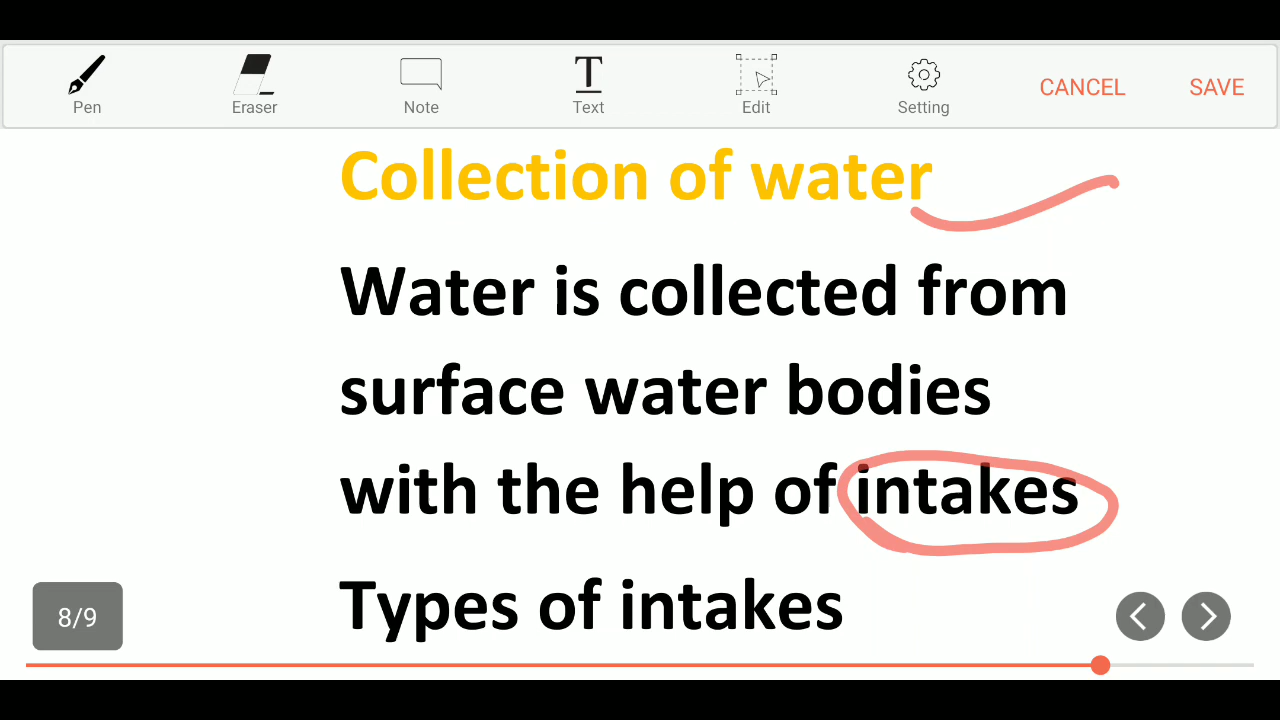 Pen Eraser Note Text Edit Setting CANCEL SAVE
Collection of water
Water is collected from
surface water bodies
with the help of intakes
Types of intakes
8/9